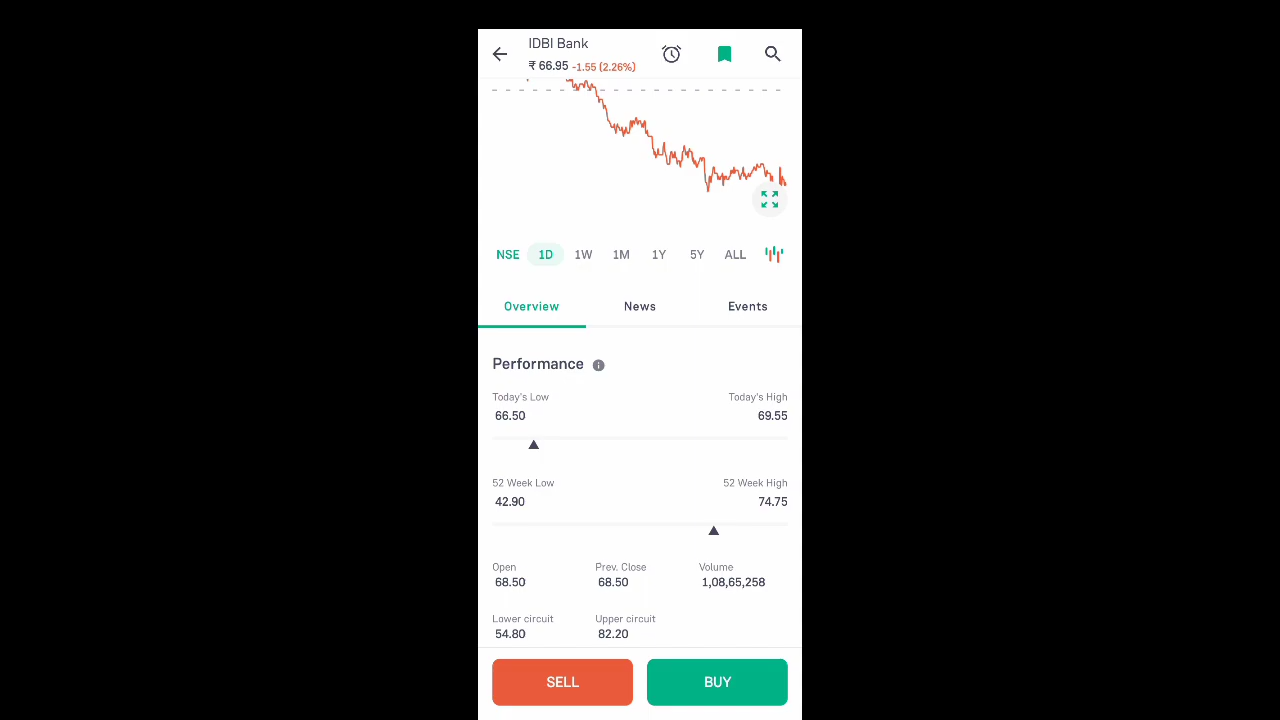 IDBI Bank
₹ 66.95 -1.55 (2.26%)
NSE 1D 1W 1M 1Y 5Y ALL
Overview News Events
Performance
Today's Low Today's High
66.50 69.55
52 Week Low 52 Week High
42.90 74.75
Open Prev. Close Volume
68.50 68.50 1,08,65,258
Lower circuit Upper circuit
54.80 82.20
SELL BUY